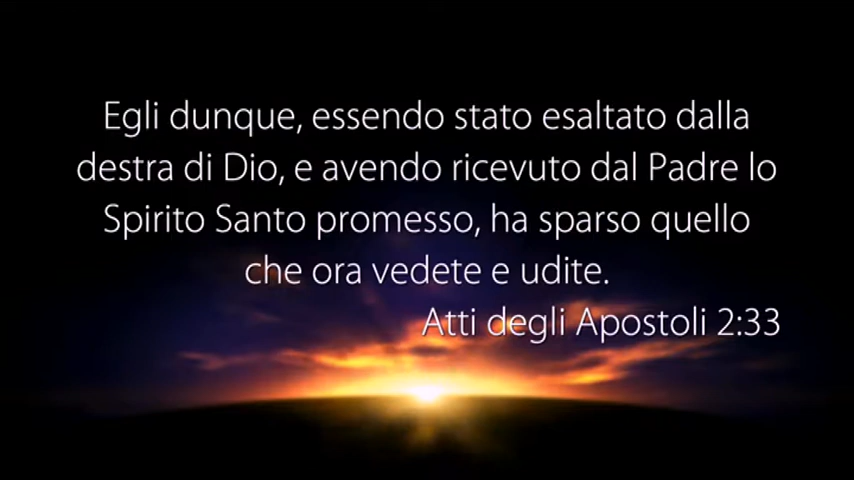 Egli dunque, essendo stato esaltato dalla
destra di Dio, e avendo ricevuto dal Padre lo
Spirito Santo promesso, ha sparso quello
che ora vedete e udite.
Atti degli Apostoli 2:33